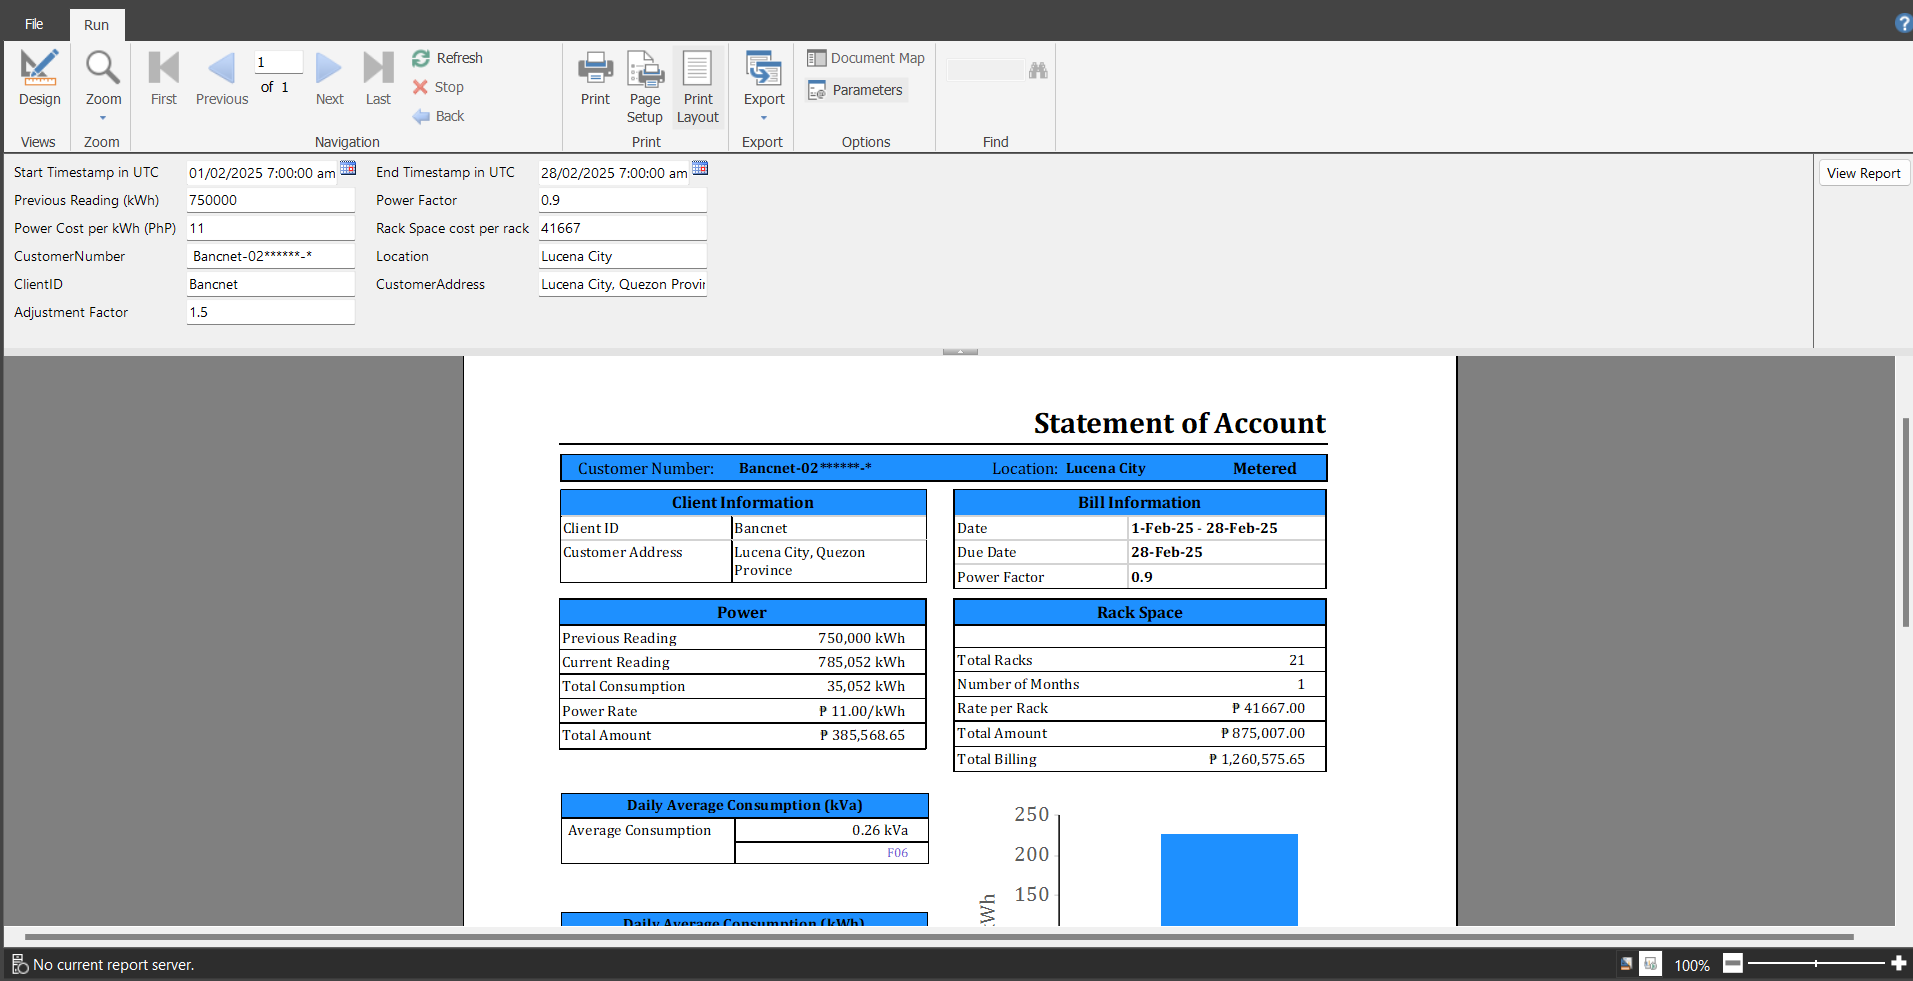 File
Run
?
Design
Zoom
First
Previous
1
of 1
Next
Last
Refresh
Stop
Back
Print
Page Setup
Print Layout
Export
Document Map
Parameters
Views
Zoom
Navigation
Print
Export
Options
Find
Start Timestamp in UTC 01/02/2025 7:00:00 am End Timestamp in UTC 28/02/2025 7:00:00 am
View Report
Previous Reading (kWh) 750000 Power Factor 0.9
Power Cost per kWh (PhP) 11 Rack Space cost per rack 41667
CustomerNumber Bancnet-02******-* Location Lucena City
ClientID Bancnet CustomerAddress Lucena City, Quezon Provin
Adjustment Factor 1.5
Statement of Account
Customer Number: Bancnet-02******-* Location: Lucena City Metered
Client Information
Client ID Bancnet
Customer Address Lucena City, Quezon
Province
Bill Information
Date 1-Feb-25 - 28-Feb-25
Due Date 28-Feb-25
Power Factor 0.9
Power
Previous Reading 750,000 kWh
Current Reading 785,052 kWh
Total Consumption 35,052 kWh
Power Rate ₱ 11.00/kWh
Total Amount ₱ 385,568.65
Rack Space
Total Racks 21
Number of Months 1
Rate per Rack ₱ 41667.00
Total Amount ₱ 875,007.00
Total Billing ₱ 1,260,575.65
Daily Average Consumption (kVa)
Average Consumption 0.26 kVa
F06
Daily Average Consumption (kWh)
250
200
150
kWh
No current report server.
100%